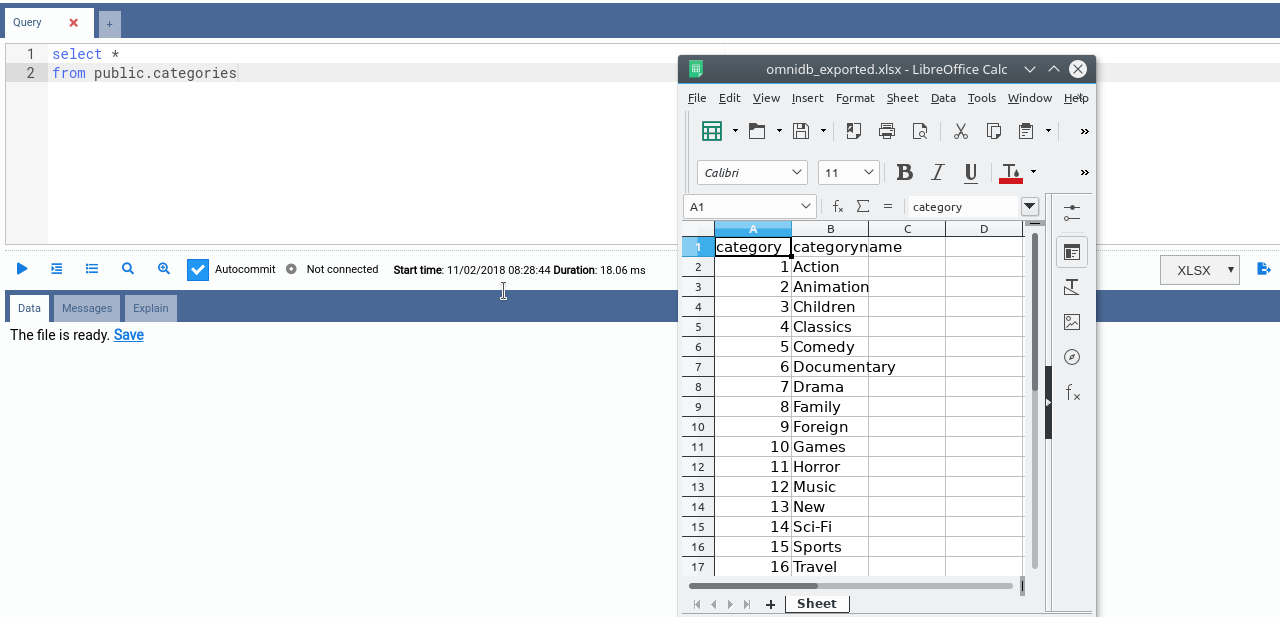 Query
+
1 select *
2 from public.categories
Autocommit Not connected Start time: 11/02/2018 08:28:44 Duration: 18.06 ms
XLSX
Data Messages Explain
The file is ready. Save
omnidb_exported.xlsx - LibreOffice Calc
File Edit View Insert Format Sheet Data Tools Window Help
Calibri 11 B I U T
A1 fx Σ = category
A B C D
1 category categoryname
2 1 Action
3 2 Animation
4 3 Children
5 4 Classics
6 5 Comedy
7 6 Documentary
8 7 Drama
9 8 Family
10 9 Foreign
11 10 Games
12 11 Horror
13 12 Music
14 13 New
15 14 Sci-Fi
16 15 Sports
17 16 Travel
+ Sheet